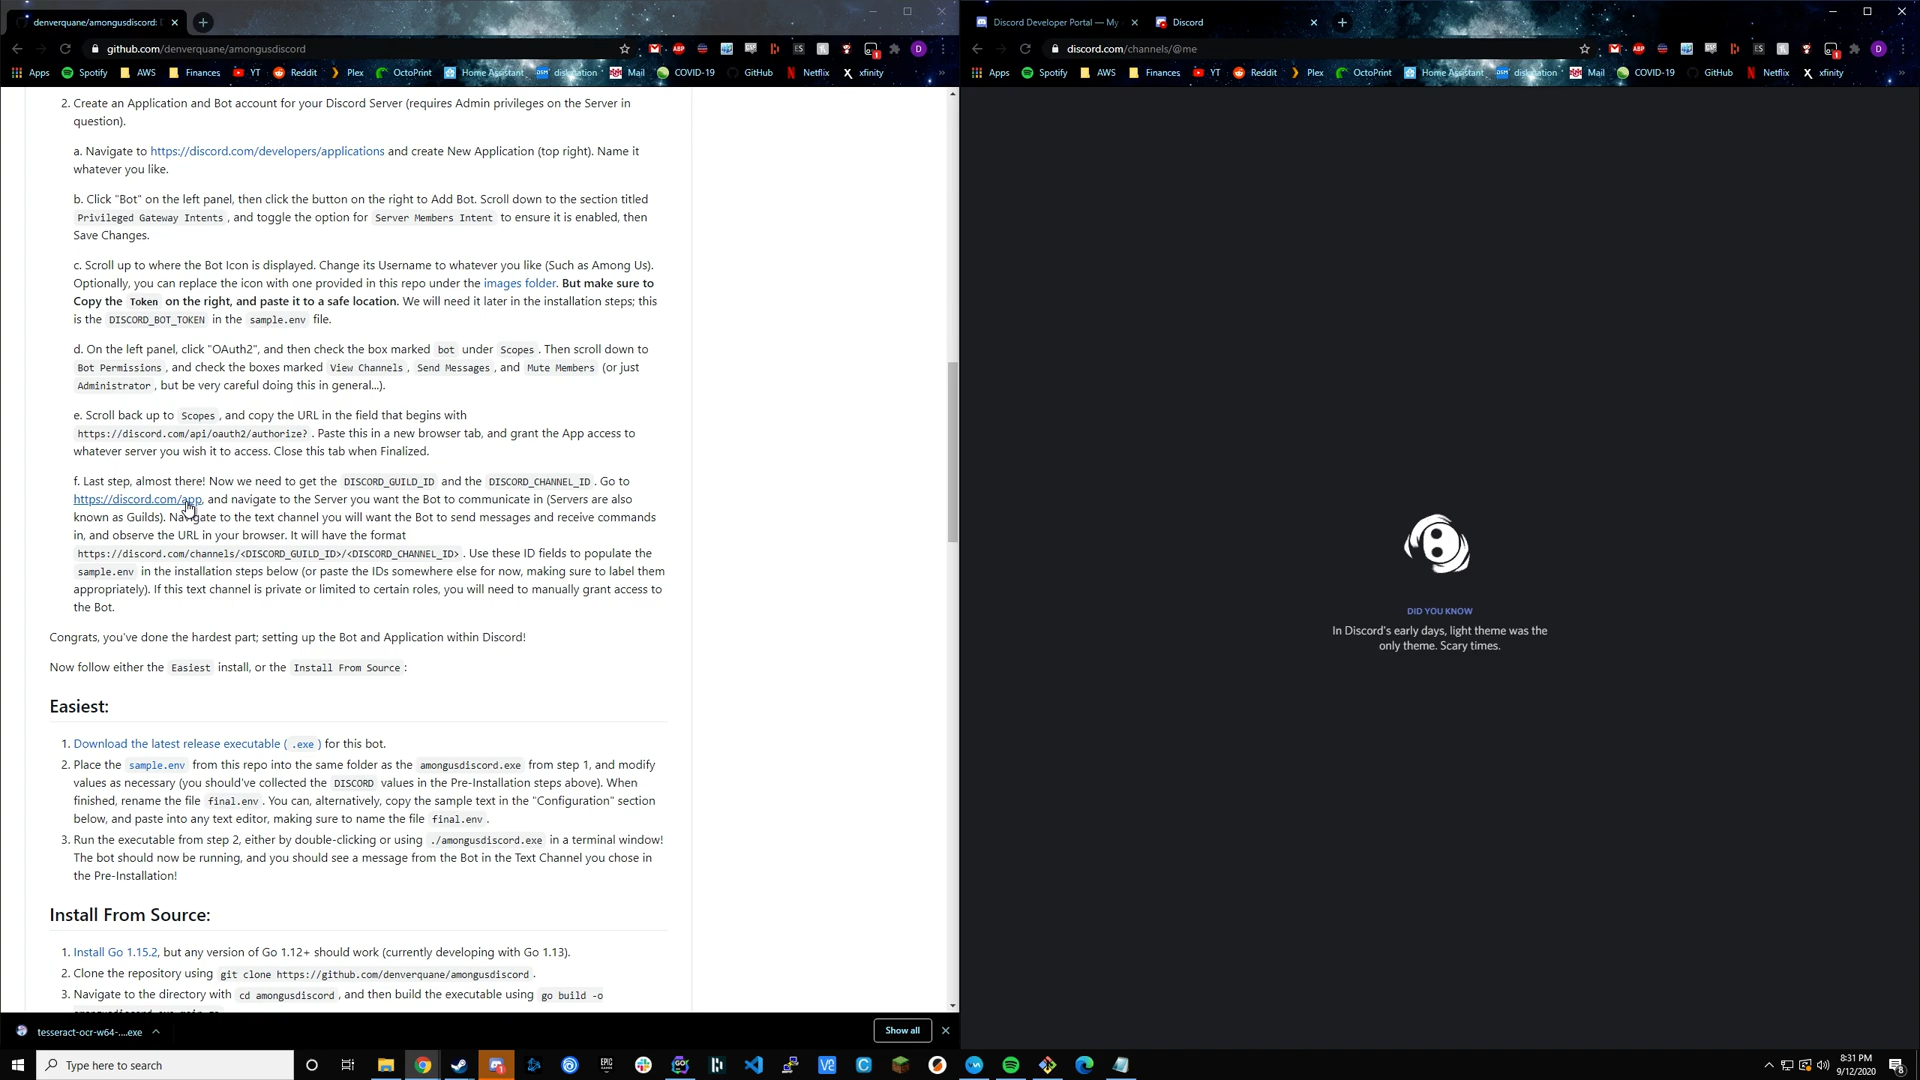 denverquane/amongusdiscord:
Discord Developer Portal — My
Discord
github.com/denverquane/amongusdiscord
discord.com/channels/@me
Apps Spotify AWS Finances YT Reddit Plex OctoPrint Home Assistant diskstation Mail COVID-19 GitHub Netflix xfinity »
Apps Spotify AWS Finances YT Reddit Plex OctoPrint Home Assistant diskstation Mail COVID-19 GitHub Netflix xfinity
2. Create an Application and Bot account for your Discord Server (requires Admin privileges on the Server in
question).
a. Navigate to https://discord.com/developers/applications and create New Application (top right). Name it
whatever you like.
b. Click "Bot" on the left panel, then click the button on the right to Add Bot. Scroll down to the section titled
Privileged Gateway Intents, and toggle the option for Server Members Intent to ensure it is enabled, then
Save Changes.
c. Scroll up to where the Bot Icon is displayed. Change its Username to whatever you like (Such as Among Us).
Optionally, you can replace the icon with one provided in this repo under the images folder. But make sure to
Copy the Token on the right, and paste it to a safe location. We will need it later in the installation steps; this
is the DISCORD_BOT_TOKEN in the sample.env file.
d. On the left panel, click "OAuth2", and then check the box marked bot under Scopes. Then scroll down to
Bot Permissions, and check the boxes marked View Channels, Send Messages, and Mute Members (or just
Administrator, but be very careful doing this in general...).
e. Scroll back up to Scopes, and copy the URL in the field that begins with
https://discord.com/api/oauth2/authorize?. Paste this in a new browser tab, and grant the App access to
whatever server you wish it to access. Close this tab when Finalized.
f. Last step, almost there! Now we need to get the DISCORD_GUILD_ID and the DISCORD_CHANNEL_ID. Go to
https://discord.com/app, and navigate to the Server you want the Bot to communicate in (Servers are also
known as Guilds). Navigate to the text channel you will want the Bot to send messages and receive commands
in, and observe the URL in your browser. It will have the format
https://discord.com/channels/<DISCORD_GUILD_ID>/<DISCORD_CHANNEL_ID>. Use these ID fields to populate the
sample.env in the installation steps below (or paste the IDs somewhere else for now, making sure to label them
appropriately). If this text channel is private or limited to certain roles, you will need to manually grant access to
the Bot.
Congrats, you've done the hardest part; setting up the Bot and Application within Discord!
Now follow either the Easiest install, or the Install From Source:
Easiest:
1. Download the latest release executable (.exe) for this bot.
2. Place the sample.env from this repo into the same folder as the amongusdiscord.exe from step 1, and modify
values as necessary (you should've collected the DISCORD values in the Pre-Installation steps above). When
finished, rename the file final.env. You can, alternatively, copy the sample text in the "Configuration" section
below, and paste into any text editor, making sure to name the file final.env.
3. Run the executable from step 2, either by double-clicking or using ./amongusdiscord.exe in a terminal window!
The bot should now be running, and you should see a message from the Bot in the Text Channel you chose in
the Pre-Installation!
Install From Source:
1. Install Go 1.15.2, but any version of Go 1.12+ should work (currently developing with Go 1.13).
2. Clone the repository using git clone https://github.com/denverquane/amongusdiscord.
3. Navigate to the directory with cd amongusdiscord, and then build the executable using go build -o
DID YOU KNOW
In Discord's early days, light theme was the
only theme. Scary times.
tesseract-ocr-w64-....exe
Show all
Type here to search
8:31 PM
9/12/2020